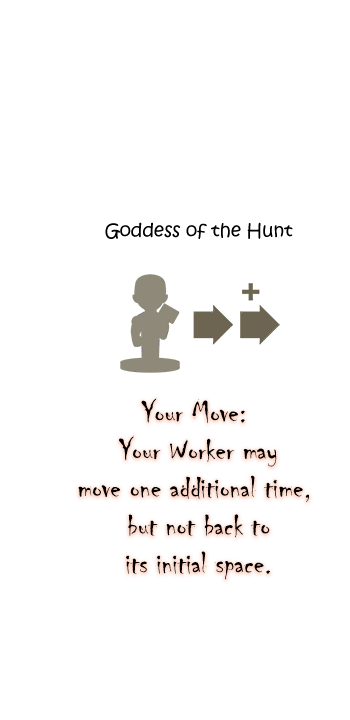 Goddess of the Hunt
+
Your Move:
Your Worker may
move one additional time,
but not back to
its initial space.